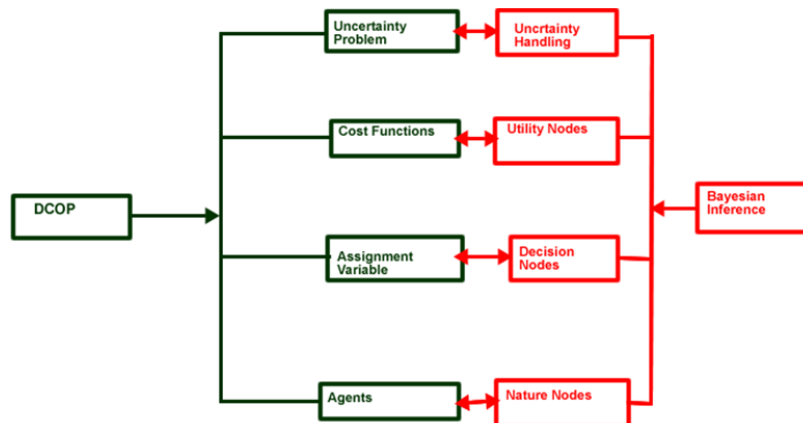 Uncertainty
Problem
Uncrtainty
Handling
Cost Functions
Utility Nodes
DCOP
Bayesian
Inference
Assignment
Variable
Decision
Nodes
Agents
Nature Nodes